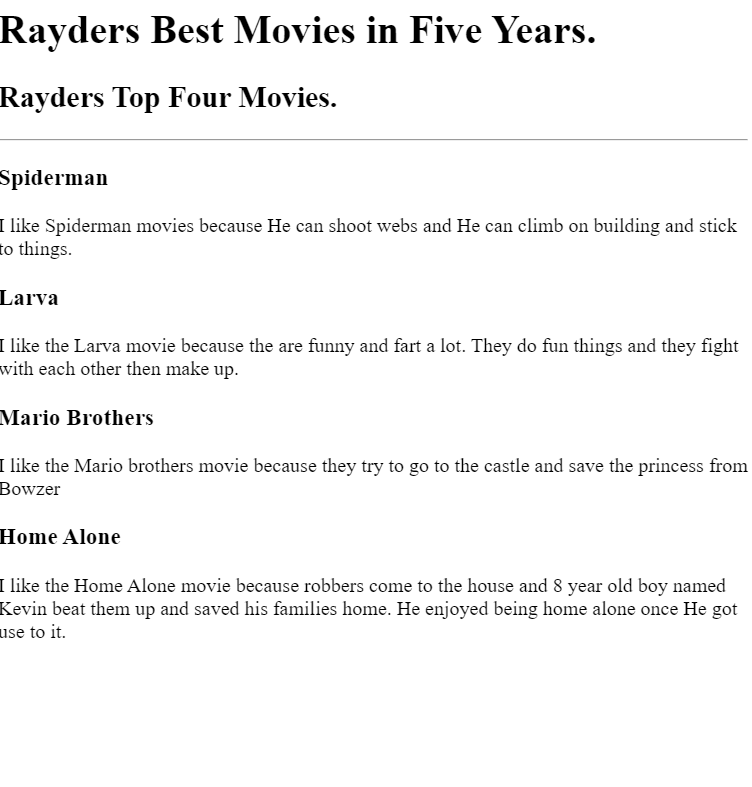 Rayders Best Movies in Five Years.
Rayders Top Four Movies.
Spiderman
I like Spiderman movies because He can shoot webs and He can climb on building and stick
to things.
Larva
I like the Larva movie because the are funny and fart a lot. They do fun things and they fight
with each other then make up.
Mario Brothers
I like the Mario brothers movie because they try to go to the castle and save the princess from
Bowzer
Home Alone
I like the Home Alone movie because robbers come to the house and 8 year old boy named
Kevin beat them up and saved his families home. He enjoyed being home alone once He got
use to it.